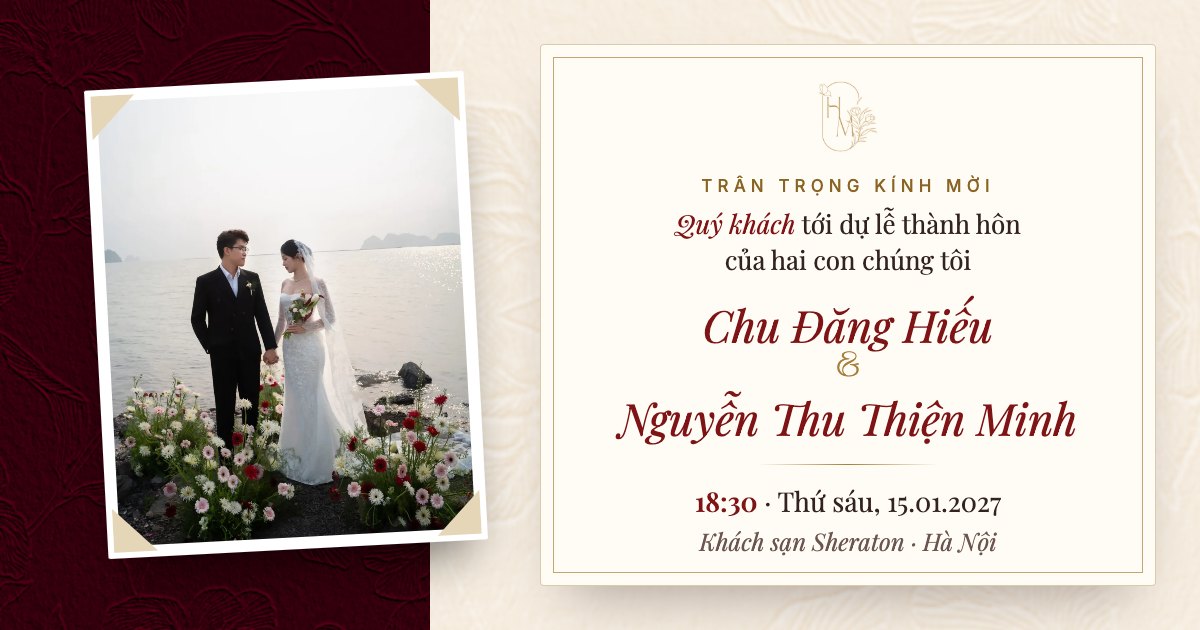 H
M
TRÂN TRỌNG KÍNH MỜI
Quý khách tới dự lễ thành hôn
của hai con chúng tôi
Chu Đăng Hiếu
&
Nguyễn Thu Thiện Minh
18:30 · Thứ sáu, 15.01.2027
Khách sạn Sheraton · Hà Nội